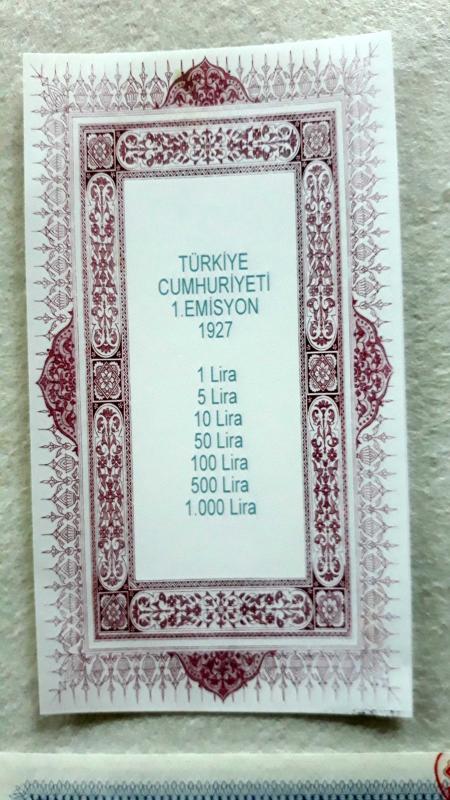 TÜRKİYE
CUMHURİYETİ
1.EMİSYON
1927
1 Lira
5 Lira
10 Lira
50 Lira
100 Lira
500 Lira
1.000 Lira